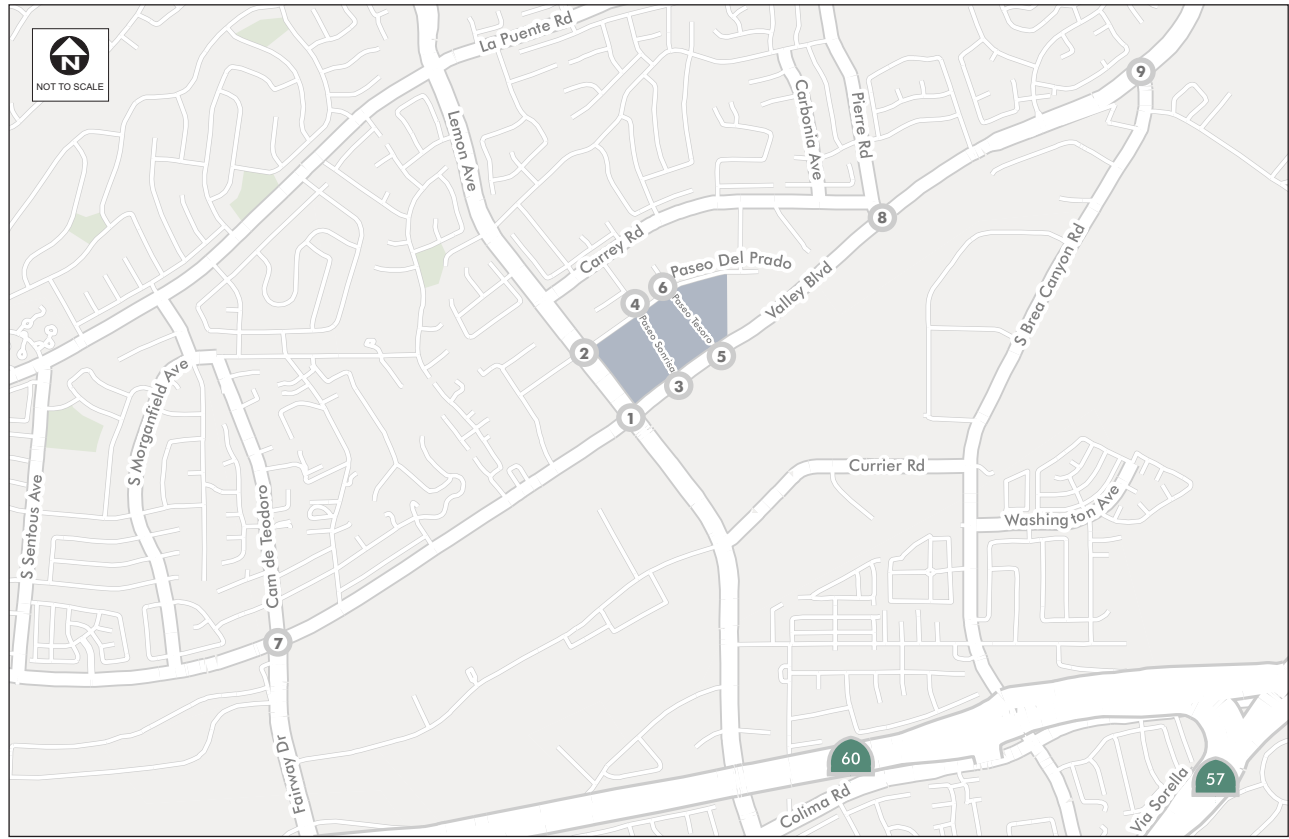 N
NOT TO SCALE
La Puente Rd
Lemon Ave
Carbonia Ave
Pierre Rd
9
8
Carrey Rd
Paseo Del Prado
Valley Blvd
S Brea Canyon Rd
6
4
Paseo Tesoro
Paseo Sonrisa
2
5
3
1
S Morganfield Ave
Currier Rd
Washington Ave
S Sentous Ave
Cam de Teodoro
7
Fairway Dr
60
57
Colima Rd
Via Sorella